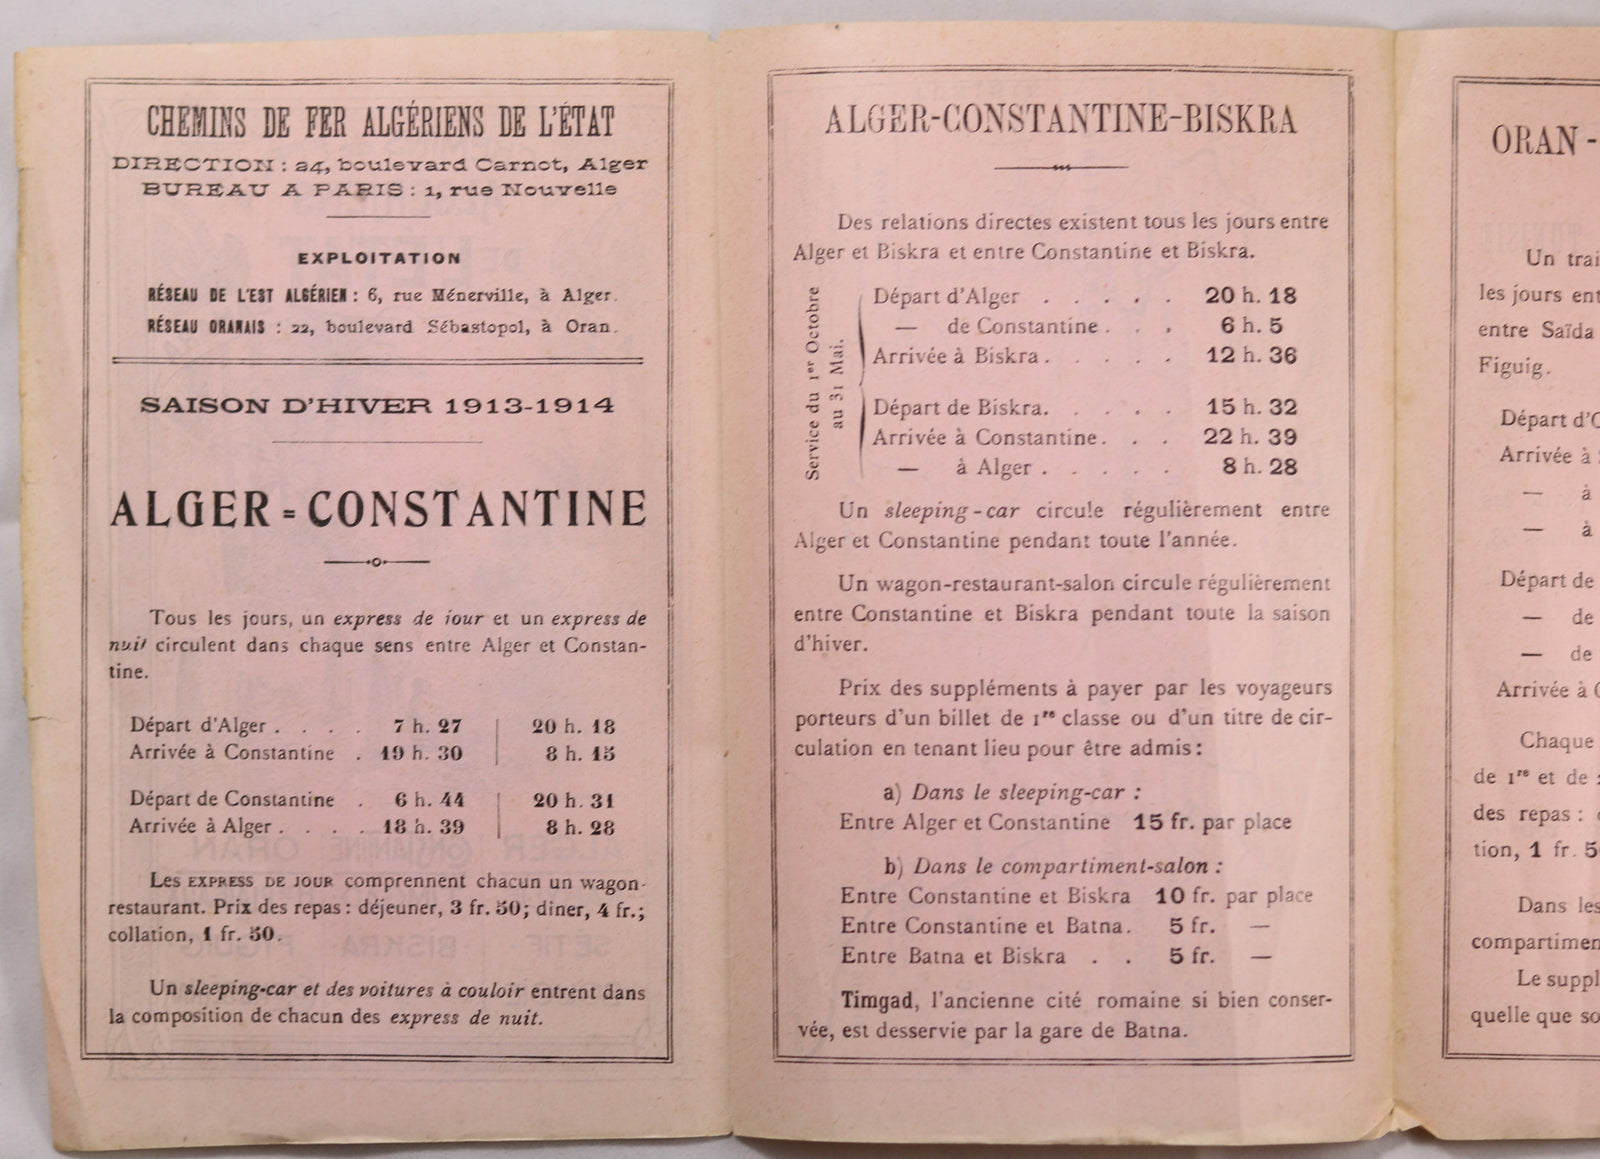 CHEMINS DE FER ALGÉRIENS DE L'ÉTAT
DIRECTION : 24, boulevard Carnot, Alger
BUREAU A PARIS : 1, rue Nouvelle
EXPLOITATION
RÉSEAU DE L'EST ALGÉRIEN : 6, rue Ménerville, à Alger.
RÉSEAU ORANAIS : 22, boulevard Sébastopol, à Oran.
SAISON D'HIVER 1913-1914
ALGER=CONSTANTINE
Tous les jours, un express de jour et un express de
nuit circulent dans chaque sens entre Alger et Constan-
tine.
Départ d'Alger . . . . 7 h. 27 | 20 h. 18
Arrivée à Constantine . 19 h. 30 | 8 h. 15
Départ de Constantine . 6 h. 44 | 20 h. 31
Arrivée à Alger . . . . 18 h. 39 | 8 h. 28
Les EXPRESS DE JOUR comprennent chacun un wagon-
restaurant. Prix des repas : déjeuner, 3 fr. 50; dîner, 4 fr.;
collation, 1 fr. 50.
Un sleeping-car et des voitures à couloir entrent dans
la composition de chacun des express de nuit.
ALGER-CONSTANTINE-BISKRA
Des relations directes existent tous les jours entre
Alger et Biskra et entre Constantine et Biskra.
Service du 1er Octobre
au 31 Mai.
Départ d'Alger . . . . . 20 h. 18
— de Constantine . . . 6 h. 5
Arrivée à Biskra . . . . . 12 h. 36
Départ de Biskra. . . . . 15 h. 32
Arrivée à Constantine . . . 22 h. 39
— à Alger . . . . . 8 h. 28
Un sleeping-car circule régulièrement entre
Alger et Constantine pendant toute l'année.
Un wagon-restaurant-salon circule régulièrement
entre Constantine et Biskra pendant toute la saison
d'hiver.
Prix des suppléments à payer par les voyageurs
porteurs d'un billet de 1re classe ou d'un titre de cir-
culation en tenant lieu pour être admis :
a) Dans le sleeping-car :
Entre Alger et Constantine 15 fr. par place
b) Dans le compartiment-salon :
Entre Constantine et Biskra 10 fr. par place
Entre Constantine et Batna. 5 fr. —
Entre Batna et Biskra . . 5 fr. —
Timgad, l'ancienne cité romaine si bien conser-
vée, est desservie par la gare de Batna.
ORAN -
Un trai
les jours ent
entre Saïda
Figuig.
Départ d'O
Arrivée à
— à
— à
Départ de
— de
— de
Arrivée à
Chaque
de 1re et de
des repas :
tion, 1 fr. 5
Dans les
compartimen
Le suppl
quelle que so